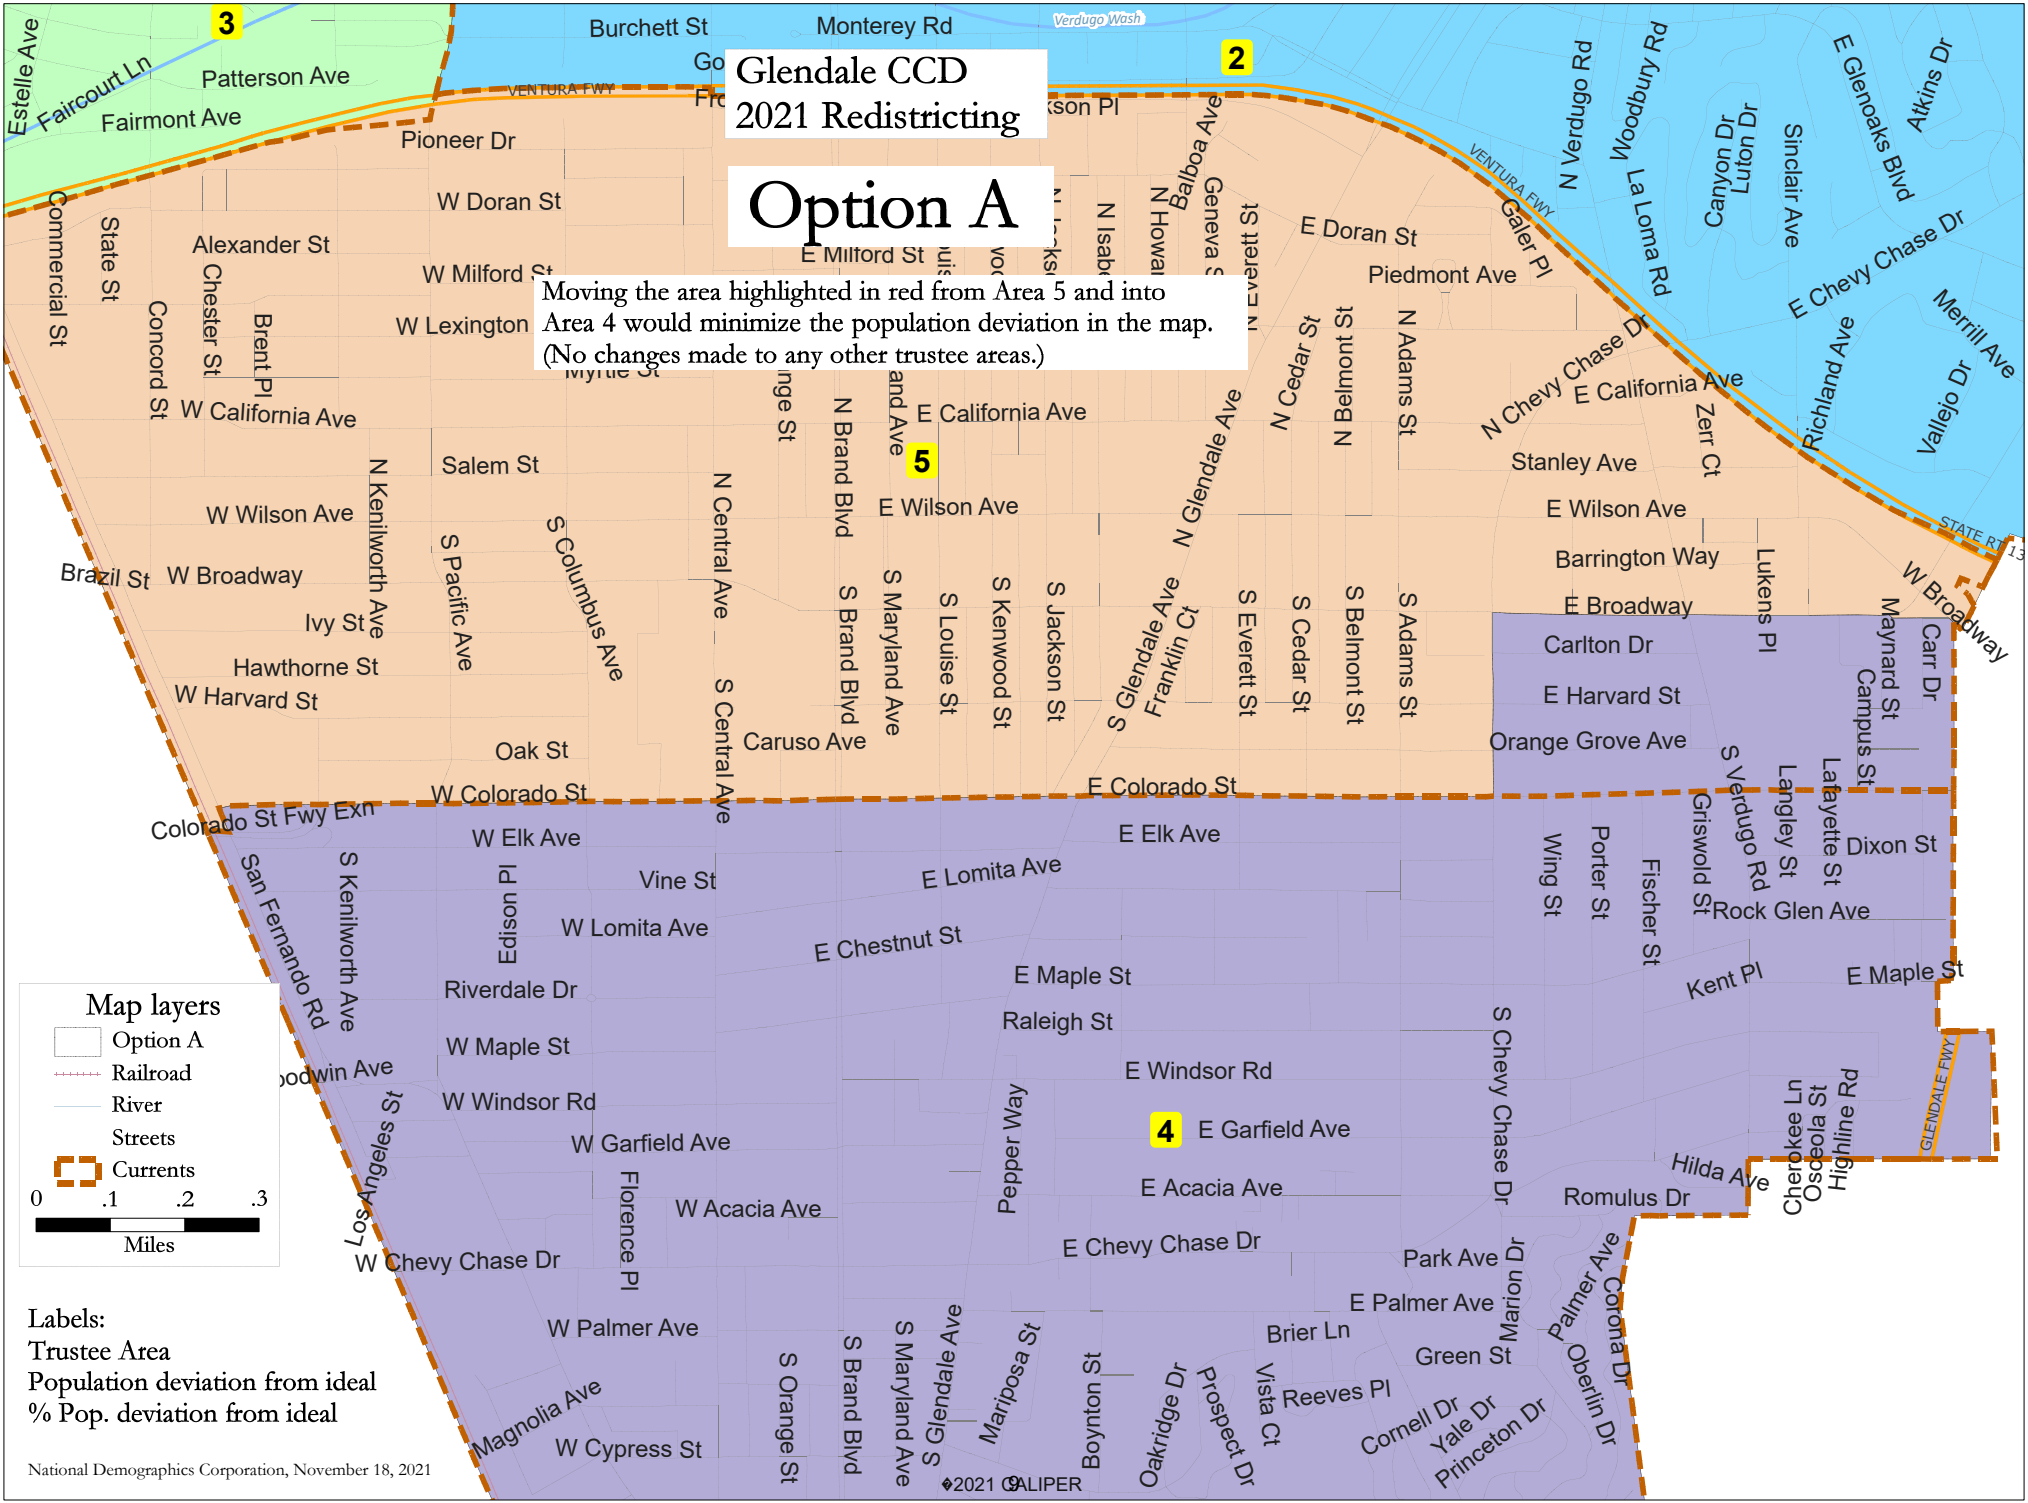 3
2
Estelle Ave
Faircourt Ln
Patterson Ave
Fairmont Ave
Burchett St
Monterey Rd
Verdugo Wash
VENTURA FWY
Glendale CCD
2021 Redistricting
Option A
Moving the area highlighted in red from Area 5 and into
Area 4 would minimize the population deviation in the map.
(No changes made to any other trustee areas.)
N Verdugo Rd
Woodbury Rd
La Loma Rd
Canyon Dr
Luton Dr
Sinclair Ave
E Glenoaks Blvd
Atkins Dr
E Chevy Chase Dr
Merrill Ave
Richland Ave
Vallejo Dr
VENTURA FWY
Galer Pl
Pioneer Dr
W Doran St
Balboa Ave
E Doran St
Commercial St
State St
Alexander St
W Milford St
E Milford St
Piedmont Ave
Chester St
Concord St
Brent Pl
W Lexington
Myrtle St
N Cedar St
N Belmont St
N Adams St
N Chevy Chase Dr
E California Ave
W California Ave
N Brand Blvd
E California Ave
N Glendale Ave
Zerr Ct
Salem St
5
Stanley Ave
N Kenilworth Ave
W Wilson Ave
N Central Ave
E Wilson Ave
E Wilson Ave
S Pacific Ave
S Columbus Ave
Barrington Way
Lukens Pl
STATE RT 13
Brazil St
W Broadway
E Broadway
W Broadway
Ivy St
S Brand Blvd
S Maryland Ave
S Louise St
S Kenwood St
S Jackson St
S Glendale Ave
Franklin Ct
S Everett St
S Cedar St
S Belmont St
S Adams St
Carlton Dr
Maynard St
Carr Dr
Hawthorne St
W Harvard St
S Central Ave
E Harvard St
Campus St
Oak St
Caruso Ave
Orange Grove Ave
W Colorado St
E Colorado St
S Verdugo Rd
Langley St
Lafayette St
Griswold St
Colorado St Fwy Exn
W Elk Ave
E Elk Ave
Wing St
Porter St
Fischer St
Dixon St
San Fernando Rd
S Kenilworth Ave
Edison Pl
Vine St
E Lomita Ave
Rock Glen Ave
W Lomita Ave
E Chestnut St
Riverdale Dr
E Maple St
Kent Pl
E Maple St
Raleigh St
S Chevy Chase Dr
W Maple St
E Windsor Rd
GLENDALE FWY
W Windsor Rd
Los Angeles St
Pepper Way
4
E Garfield Ave
Cherokee Ln
Osceola St
Highline Rd
W Garfield Ave
Hilda Ave
Florence Pl
E Acacia Ave
Romulus Dr
W Acacia Ave
W Chevy Chase Dr
E Chevy Chase Dr
Park Ave
Marion Dr
Palmer Ave
Corona Dr
E Palmer Ave
W Palmer Ave
Brier Ln
S Orange St
S Brand Blvd
S Maryland Ave
S Glendale Ave
Mariposa St
Boynton St
Oakridge Dr
Prospect Dr
Vista Ct
Green St
Oberlin Dr
Reeves Pl
Magnolia Ave
Cornell Dr
Yale Dr
Princeton Dr
W Cypress St
Map layers
Option A
Railroad
River
Streets
Currents
0 .1 .2 .3
Miles
Labels:
Trustee Area
Population deviation from ideal
% Pop. deviation from ideal
National Demographics Corporation, November 18, 2021
�2021 CALIPER
9